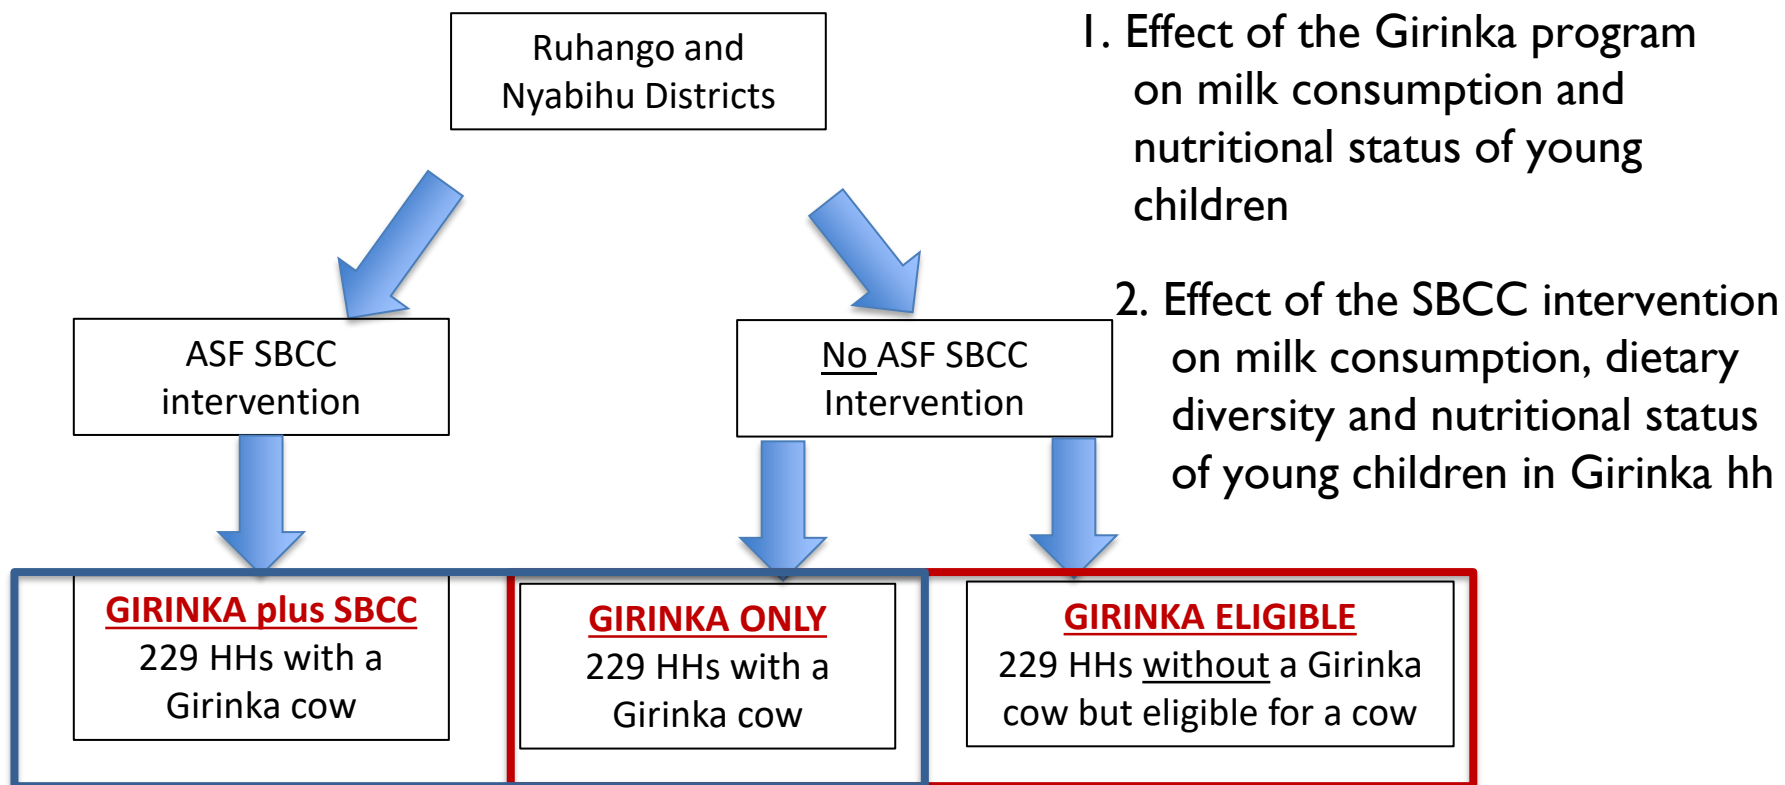 Ruhango and
Nyabihu Districts
1. Effect of the Girinka program
on milk consumption and
nutritional status of young
children
2. Effect of the SBCC intervention
on milk consumption, dietary
diversity and nutritional status
of young children in Girinka hh
ASF SBCC
intervention
No ASF SBCC
Intervention
GIRINKA plus SBCC
229 HHs with a
Girinka cow
GIRINKA ONLY
229 HHs with a
Girinka cow
GIRINKA ELIGIBLE
229 HHs without a Girinka
cow but eligible for a cow